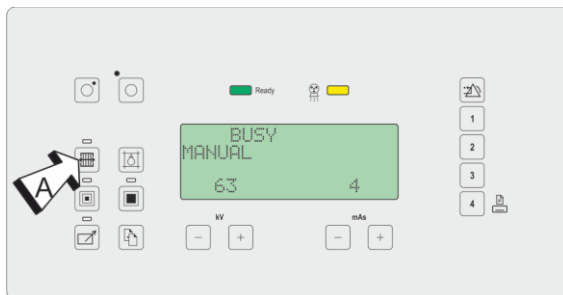 Ready
BUSY
MANUAL
63 4
kV mAs
- + - +
A
1
2
3
4